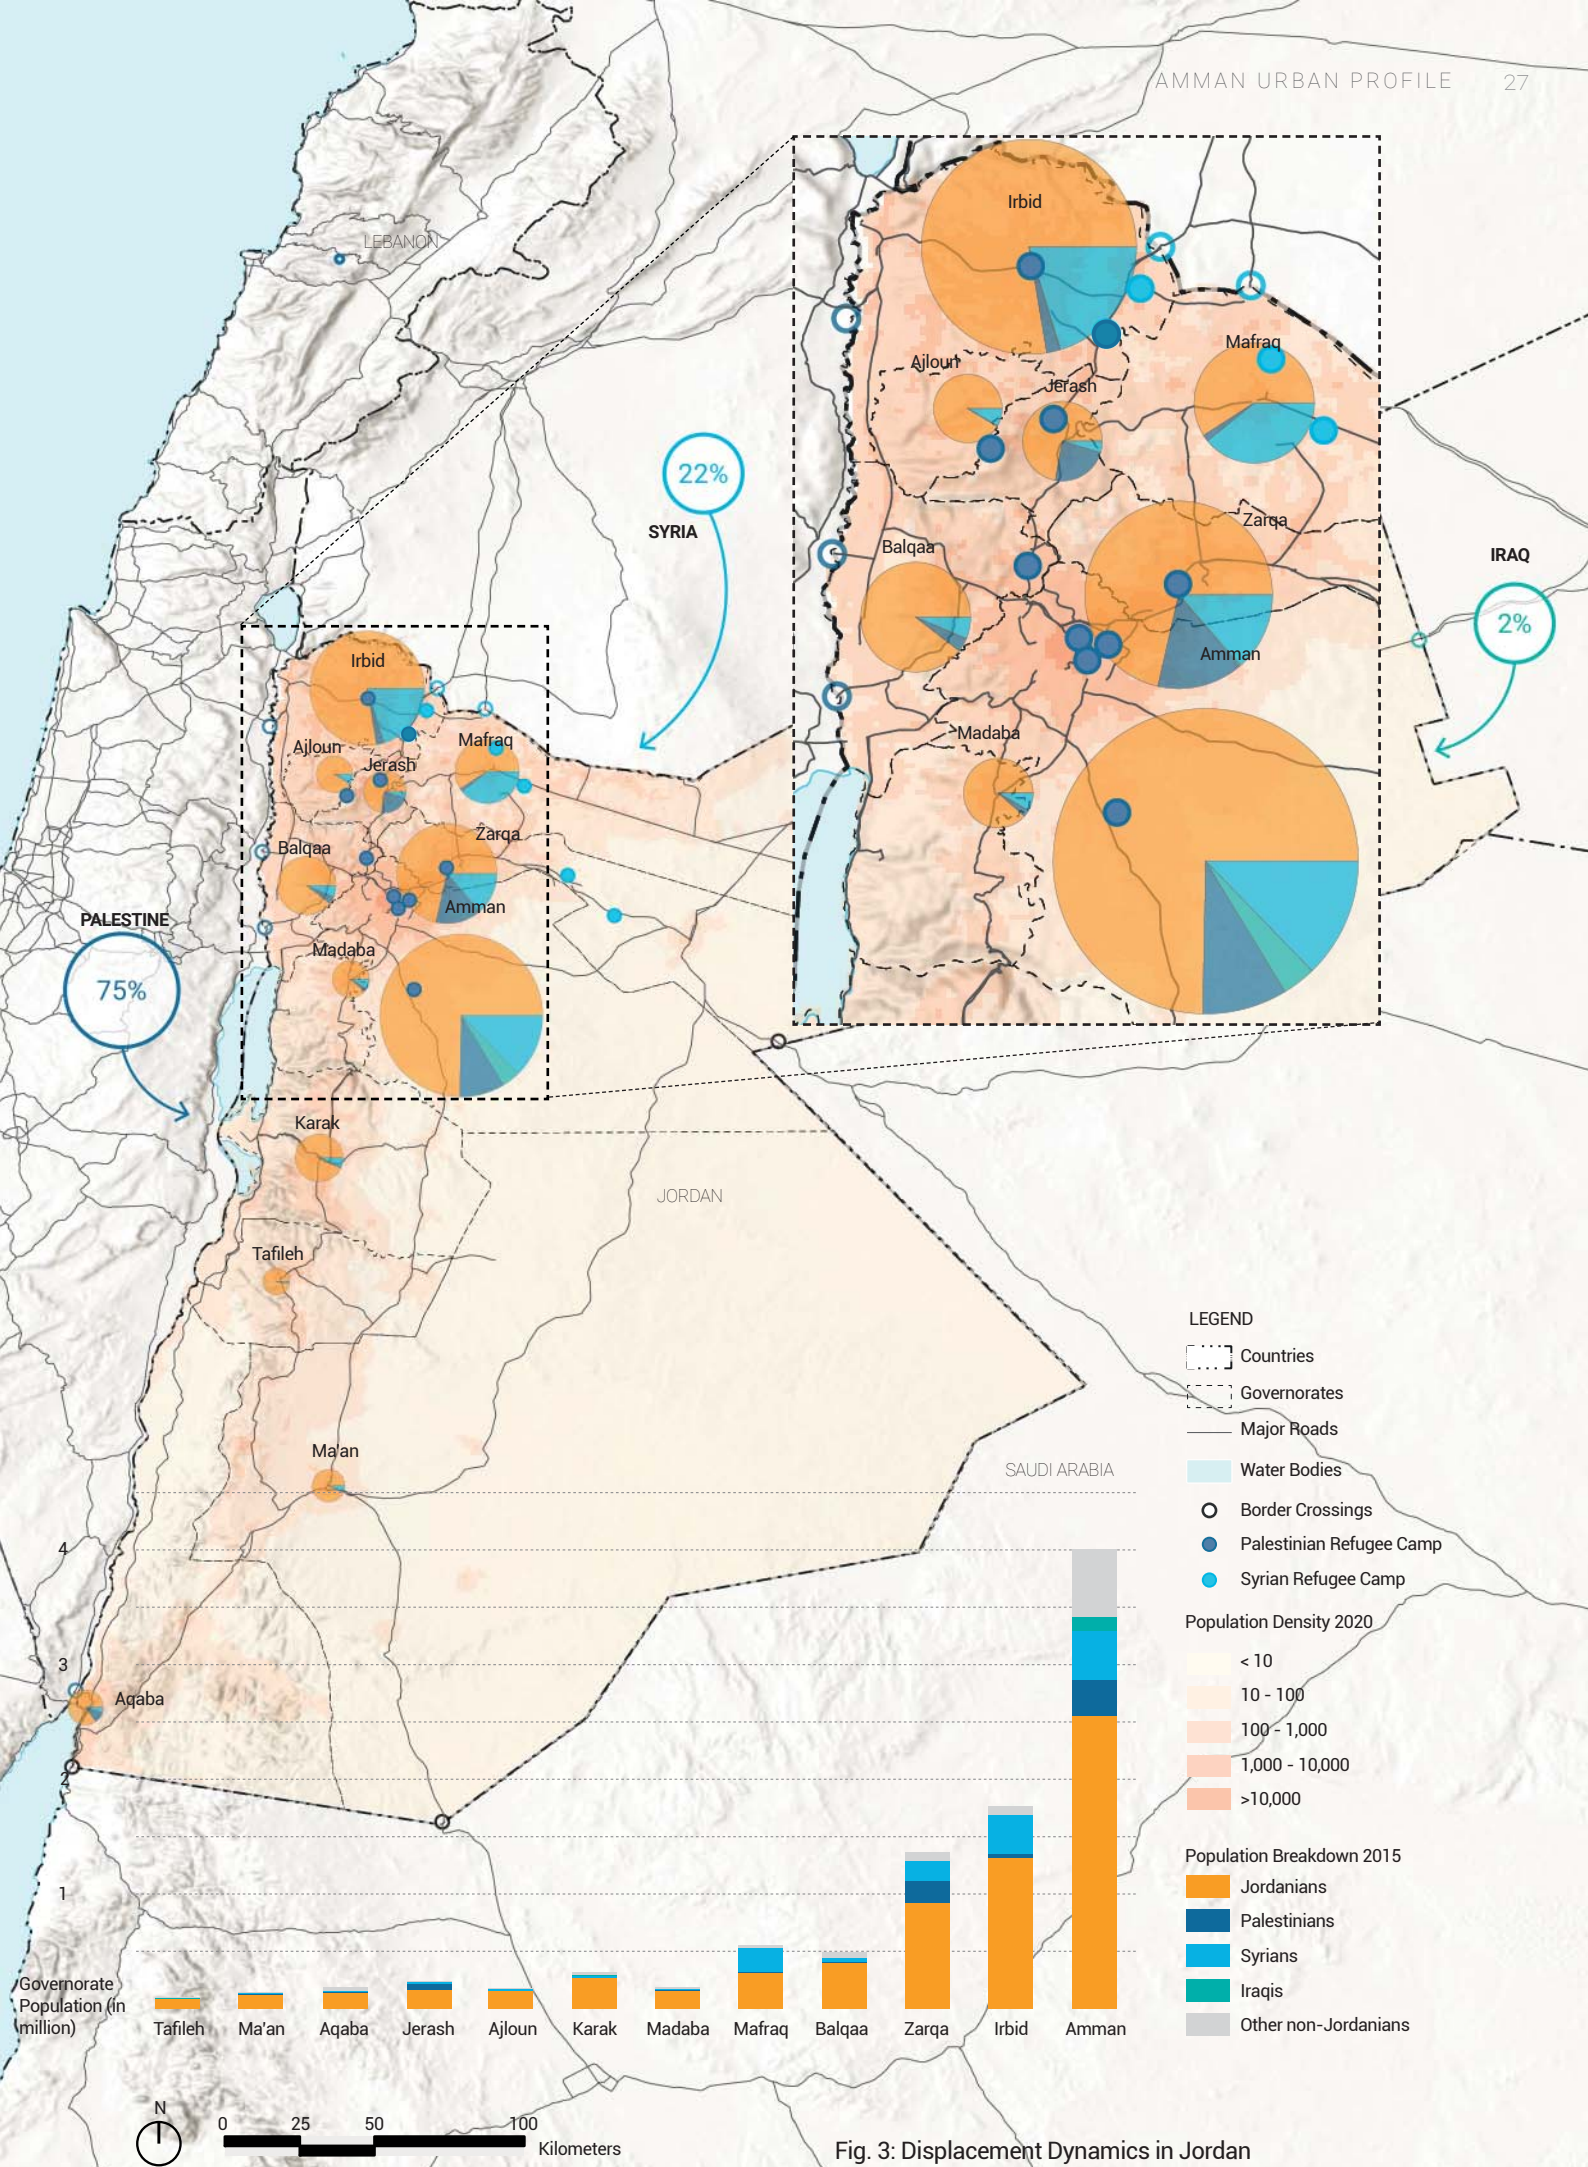 AMMAN URBAN PROFILE 27
LEBANON
Irbid
Ajloun
Jerash
Mafraq
Zarqa
Balqaa
Amman
Madaba
22%
SYRIA
IRAQ
2%
Irbid
Ajloun
Jerash
Mafraq
Zarqa
Balqaa
Amman
Madaba
PALESTINE
75%
Karak
JORDAN
Tafileh
Ma'an
SAUDI ARABIA
Aqaba
LEGEND
Countries
Governorates
Major Roads
Water Bodies
Border Crossings
Palestinian Refugee Camp
Syrian Refugee Camp
Population Density 2020
< 10
10 - 100
100 - 1,000
1,000 - 10,000
>10,000
Population Breakdown 2015
Jordanians
Palestinians
Syrians
Iraqis
Other non-Jordanians
4
3
2
1
Governorate
Population (in
million)
Tafileh Ma'an Aqaba Jerash Ajloun Karak Madaba Mafraq Balqaa Zarqa Irbid Amman
N
0 25 50 100
Kilometers
Fig. 3: Displacement Dynamics in Jordan